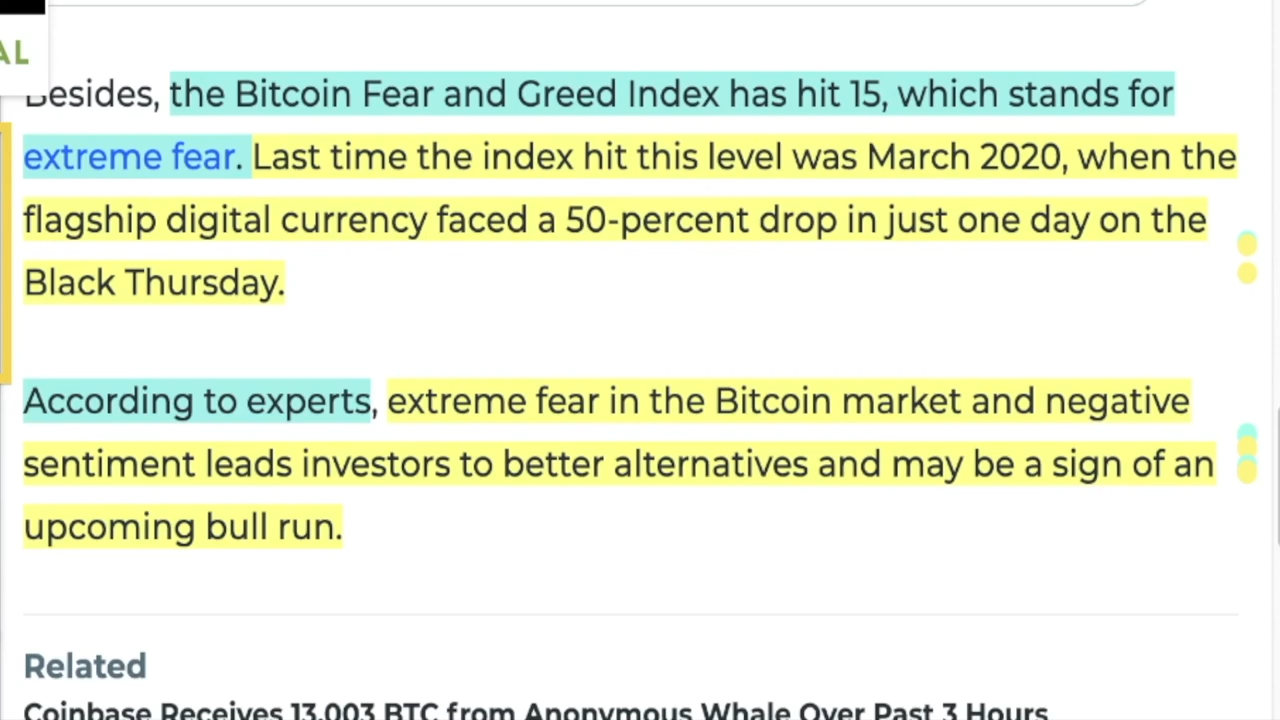 AL
Besides, the Bitcoin Fear and Greed Index has hit 15, which stands for
extreme fear. Last time the index hit this level was March 2020, when the
flagship digital currency faced a 50-percent drop in just one day on the
Black Thursday.
According to experts, extreme fear in the Bitcoin market and negative
sentiment leads investors to better alternatives and may be a sign of an
upcoming bull run.
Related
Coinbase Receives 13,003 BTC from Anonymous Whale Over Past 3 Hours